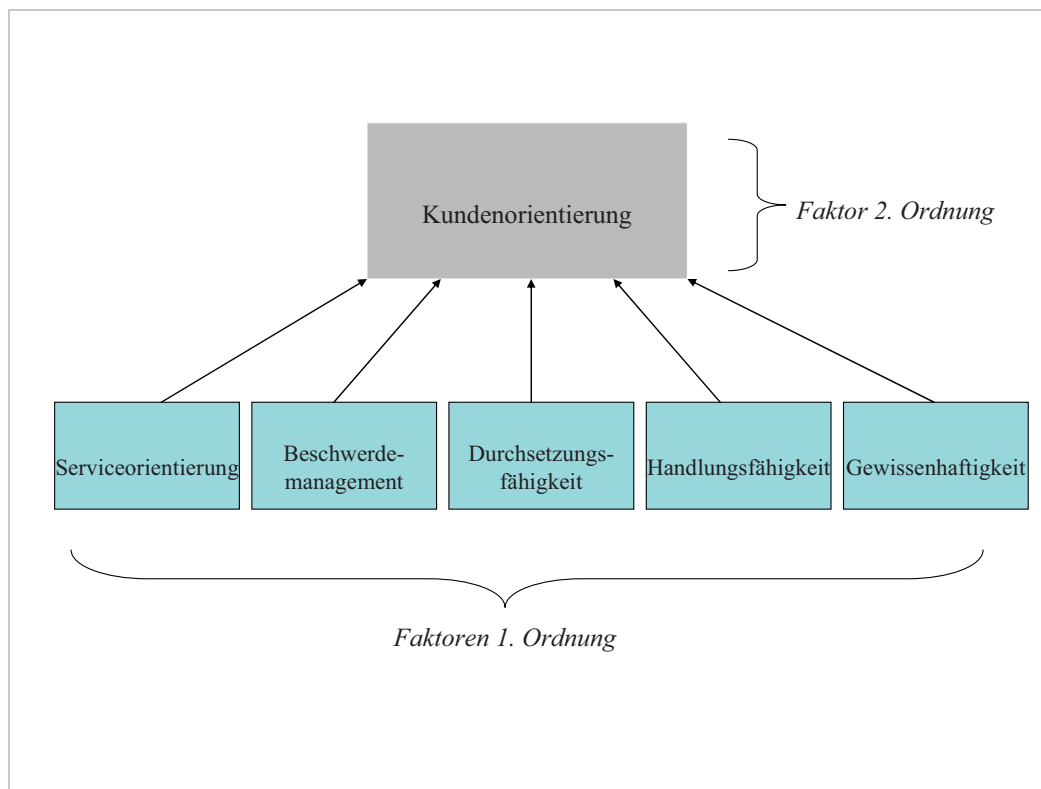 Kundenorientierung
Faktor 2. Ordnung
Serviceorientierung
Beschwerde-
management
Durchsetzungs-
fähigkeit
Handlungsfähigkeit
Gewissenhaftigkeit
Faktoren 1. Ordnung